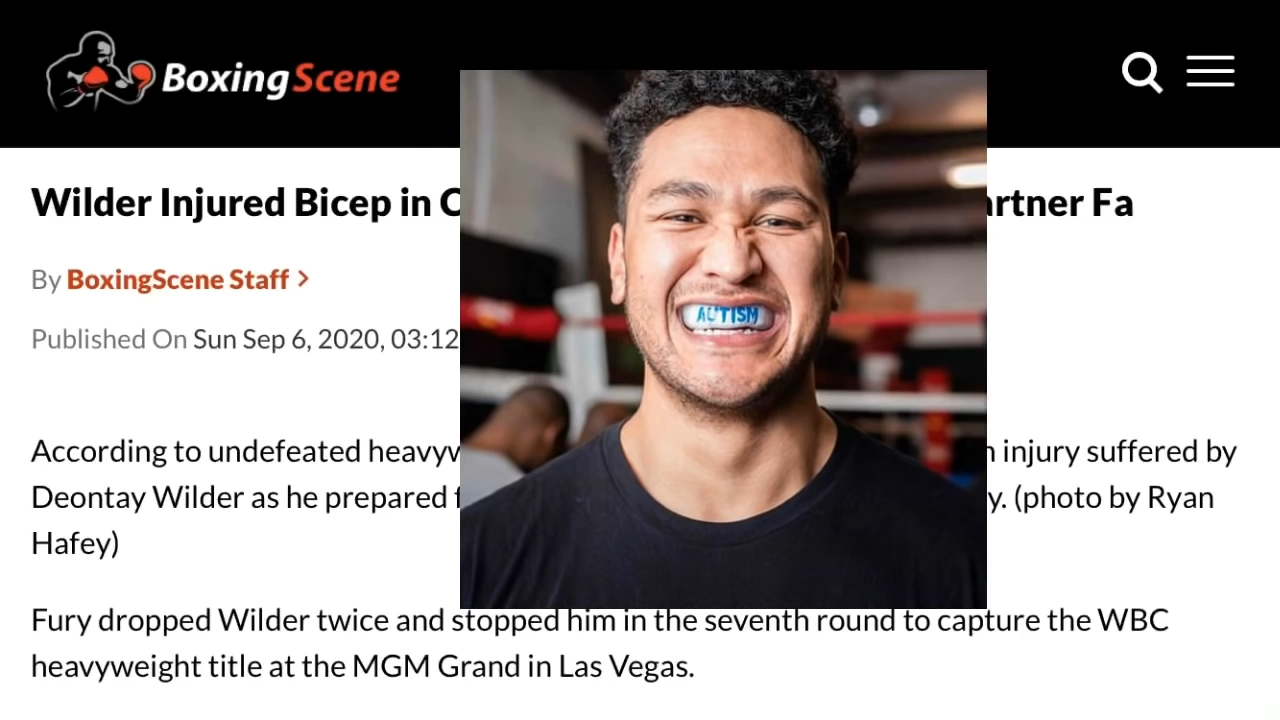 BoxingScene
Wilder Injured Bicep in
Fa
By BoxingScene Staff >
Published On Sun Sep 6, 2020, 03:12
AUTISM
According to undefeated injury suffered by
Deontay Wilder as he prepared (photo by Ryan
Hafey)
Fury dropped Wilder twice and stopped him in the seventh round to capture the WBC
heavyweight title at the MGM Grand in Las Vegas.